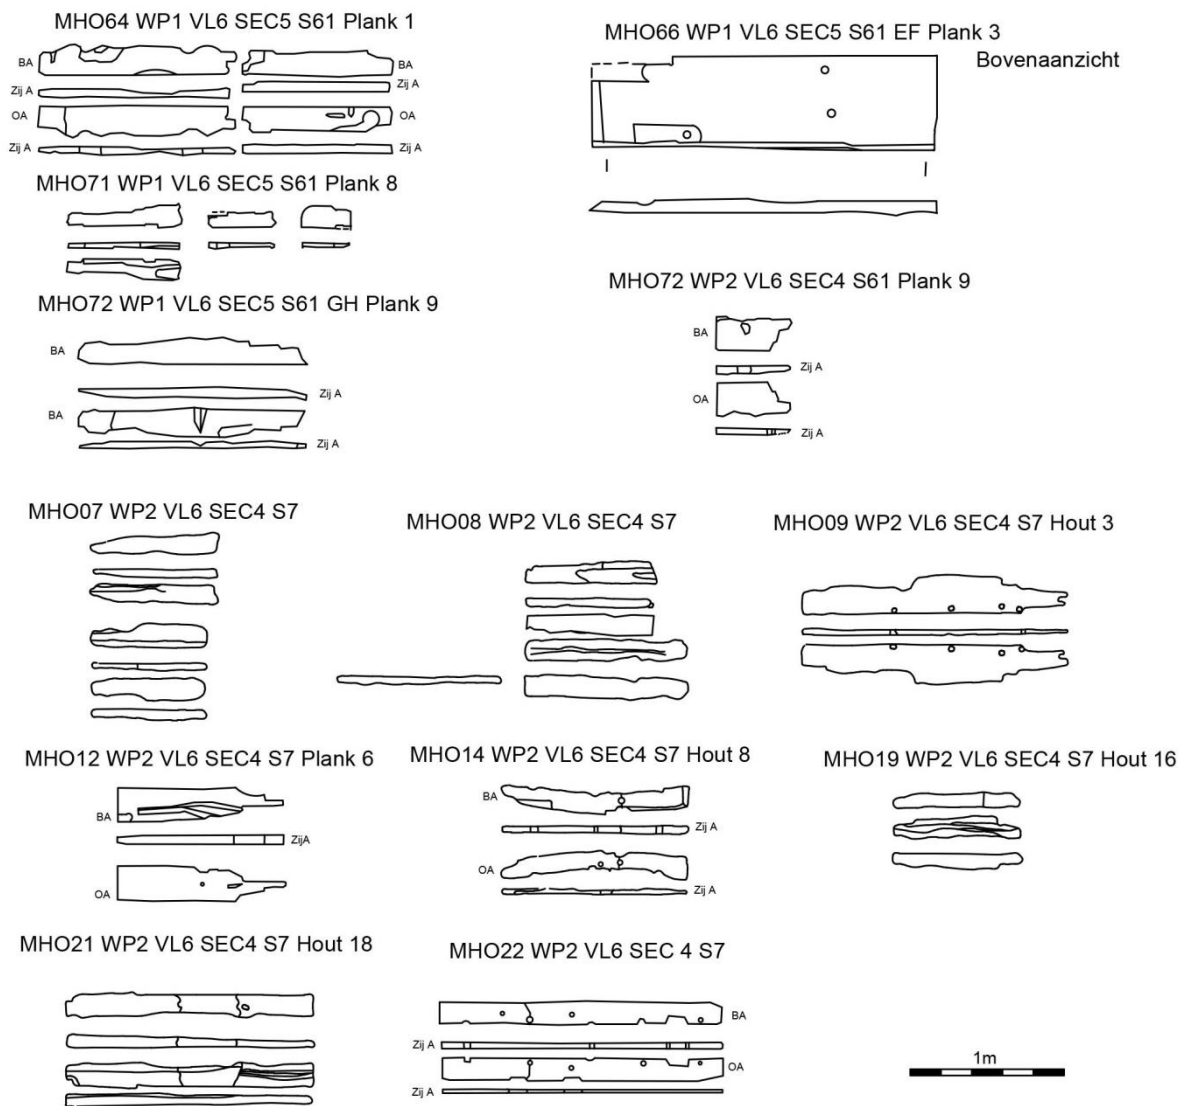 MHO64 WP1 VL6 SEC5 S61 Plank 1
BA
BA
Zij A
Zij A
OA
OA
Zij A
Zij A
MHO66 WP1 VL6 SEC5 S61 EF Plank 3
Bovenaanzicht
MHO71 WP1 VL6 SEC5 S61 Plank 8
MHO72 WP1 VL6 SEC5 S61 GH Plank 9
BA
Zij A
BA
Zij A
MHO72 WP2 VL6 SEC4 S61 Plank 9
BA
Zij A
OA
Zij A
MHO07 WP2 VL6 SEC4 S7
MHO08 WP2 VL6 SEC4 S7
MHO09 WP2 VL6 SEC4 S7 Hout 3
MHO12 WP2 VL6 SEC4 S7 Plank 6
BA
ZijA
OA
MHO14 WP2 VL6 SEC4 S7 Hout 8
BA
Zij A
OA
Zij A
MHO19 WP2 VL6 SEC4 S7 Hout 16
MHO21 WP2 VL6 SEC4 S7 Hout 18
MHO22 WP2 VL6 SEC 4 S7
BA
Zij A
OA
Zij A
1m